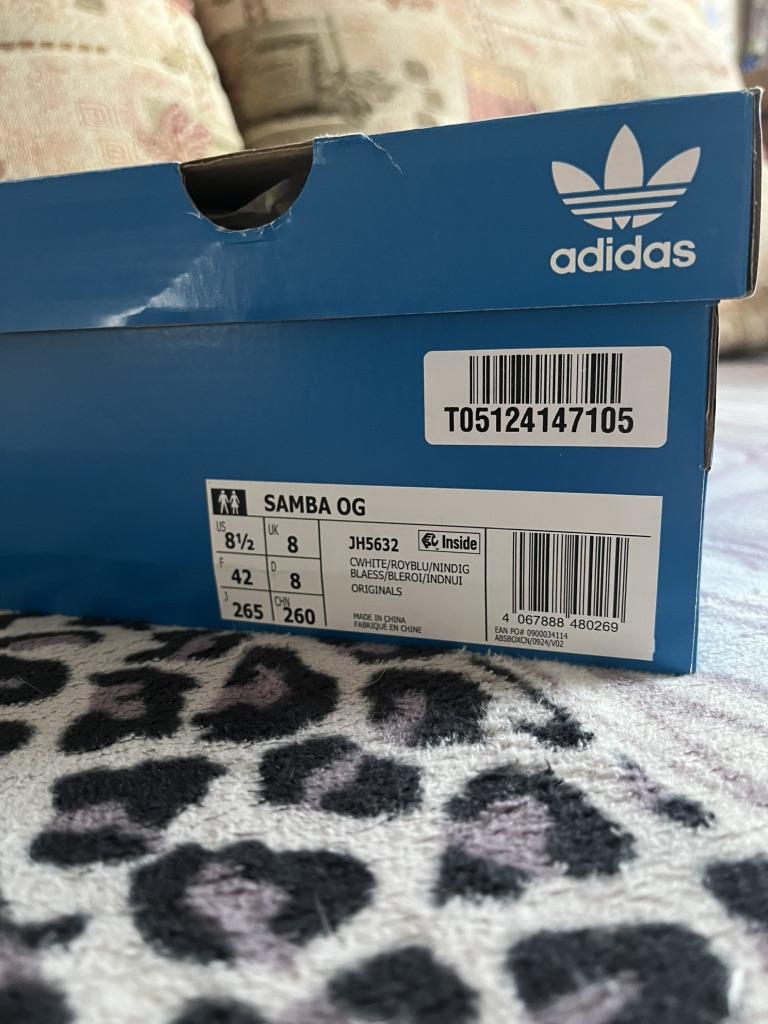 adidas
T05124147105
SAMBA OG
US
8½
UK
8
F
42
D
8
J
265
CHN
260
JH5632
Inside
CWHITE/ROYBLU/NINDIG
BLAESS/BLEROI/INDNUI
ORIGINALS
MADE IN CHINA
FABRIQUÉ EN CHINE
4 067888 480269
EAN PO# 0900034114
ABSBOXCN/0924/V02